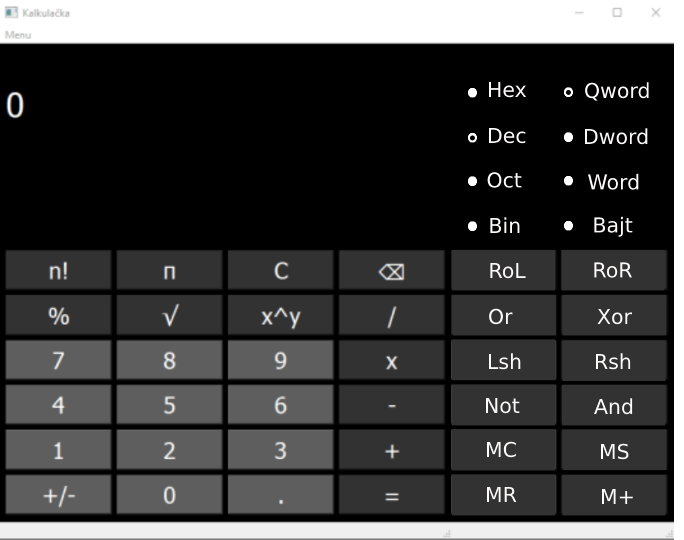 Kalkulačka
Menu
0
Hex Qword
Dec Dword
Oct Word
Bin Bajt
n! п C ⌫ RoL RoR
% √ x^y / Or Xor
7 8 9 x Lsh Rsh
4 5 6 - Not And
1 2 3 + MC MS
+/- 0 . = MR M+